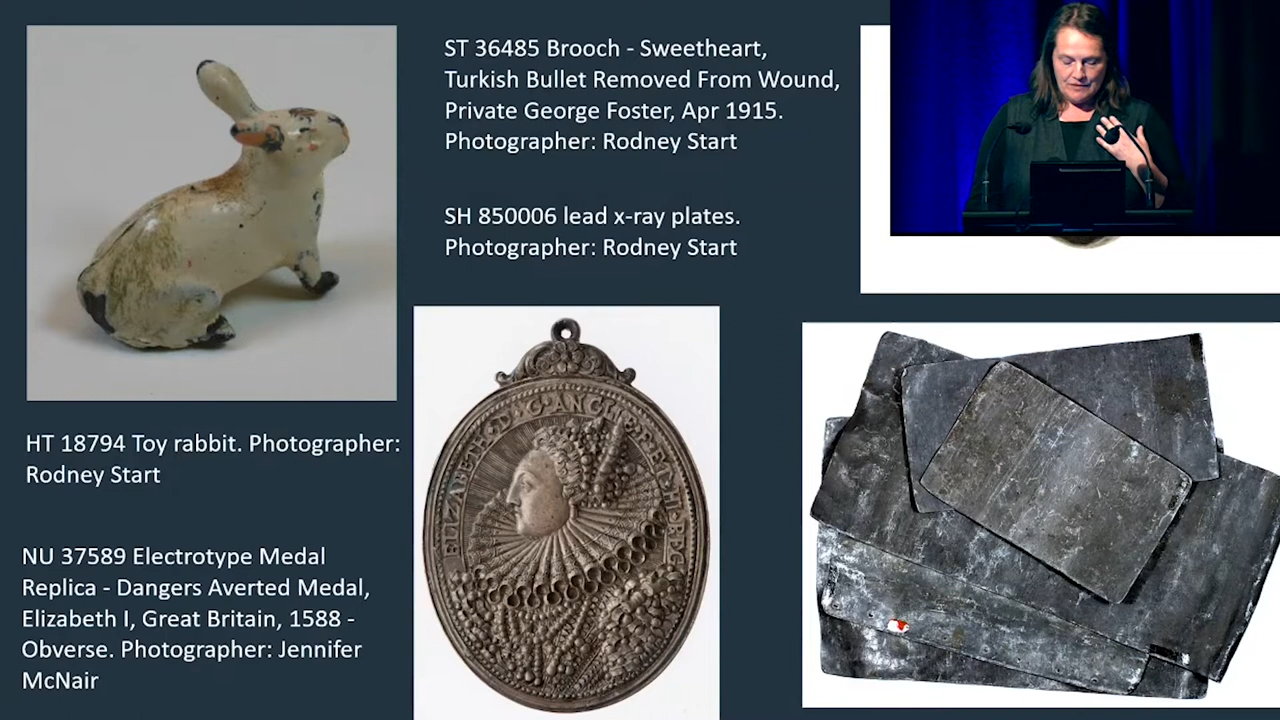 ST 36485 Brooch - Sweetheart,
Turkish Bullet Removed From Wound,
Private George Foster, Apr 1915.
Photographer: Rodney Start
SH 850006 lead x-ray plates.
Photographer: Rodney Start
HT 18794 Toy rabbit. Photographer:
Rodney Start
NU 37589 Electrotype Medal
Replica - Dangers Averted Medal,
Elizabeth I, Great Britain, 1588 -
Obverse. Photographer: Jennifer
McNair